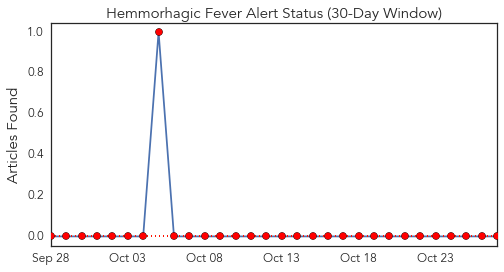 Hemmorhagic Fever Alert Status (30-Day Window)
Articles Found
1.0
0.8
0.6
0.4
0.2
0.0
Sep 28 Oct 03 Oct 08 Oct 13 Oct 18 Oct 23